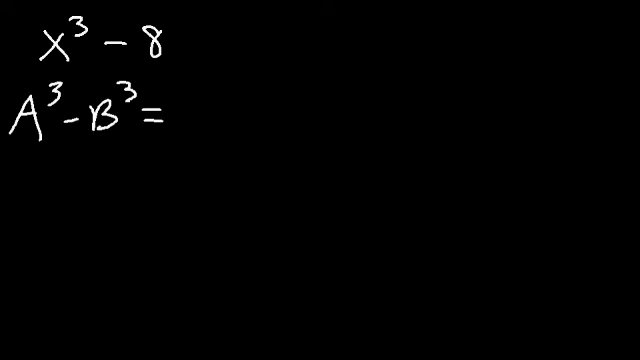 x³ - 8
A³ - B³ =